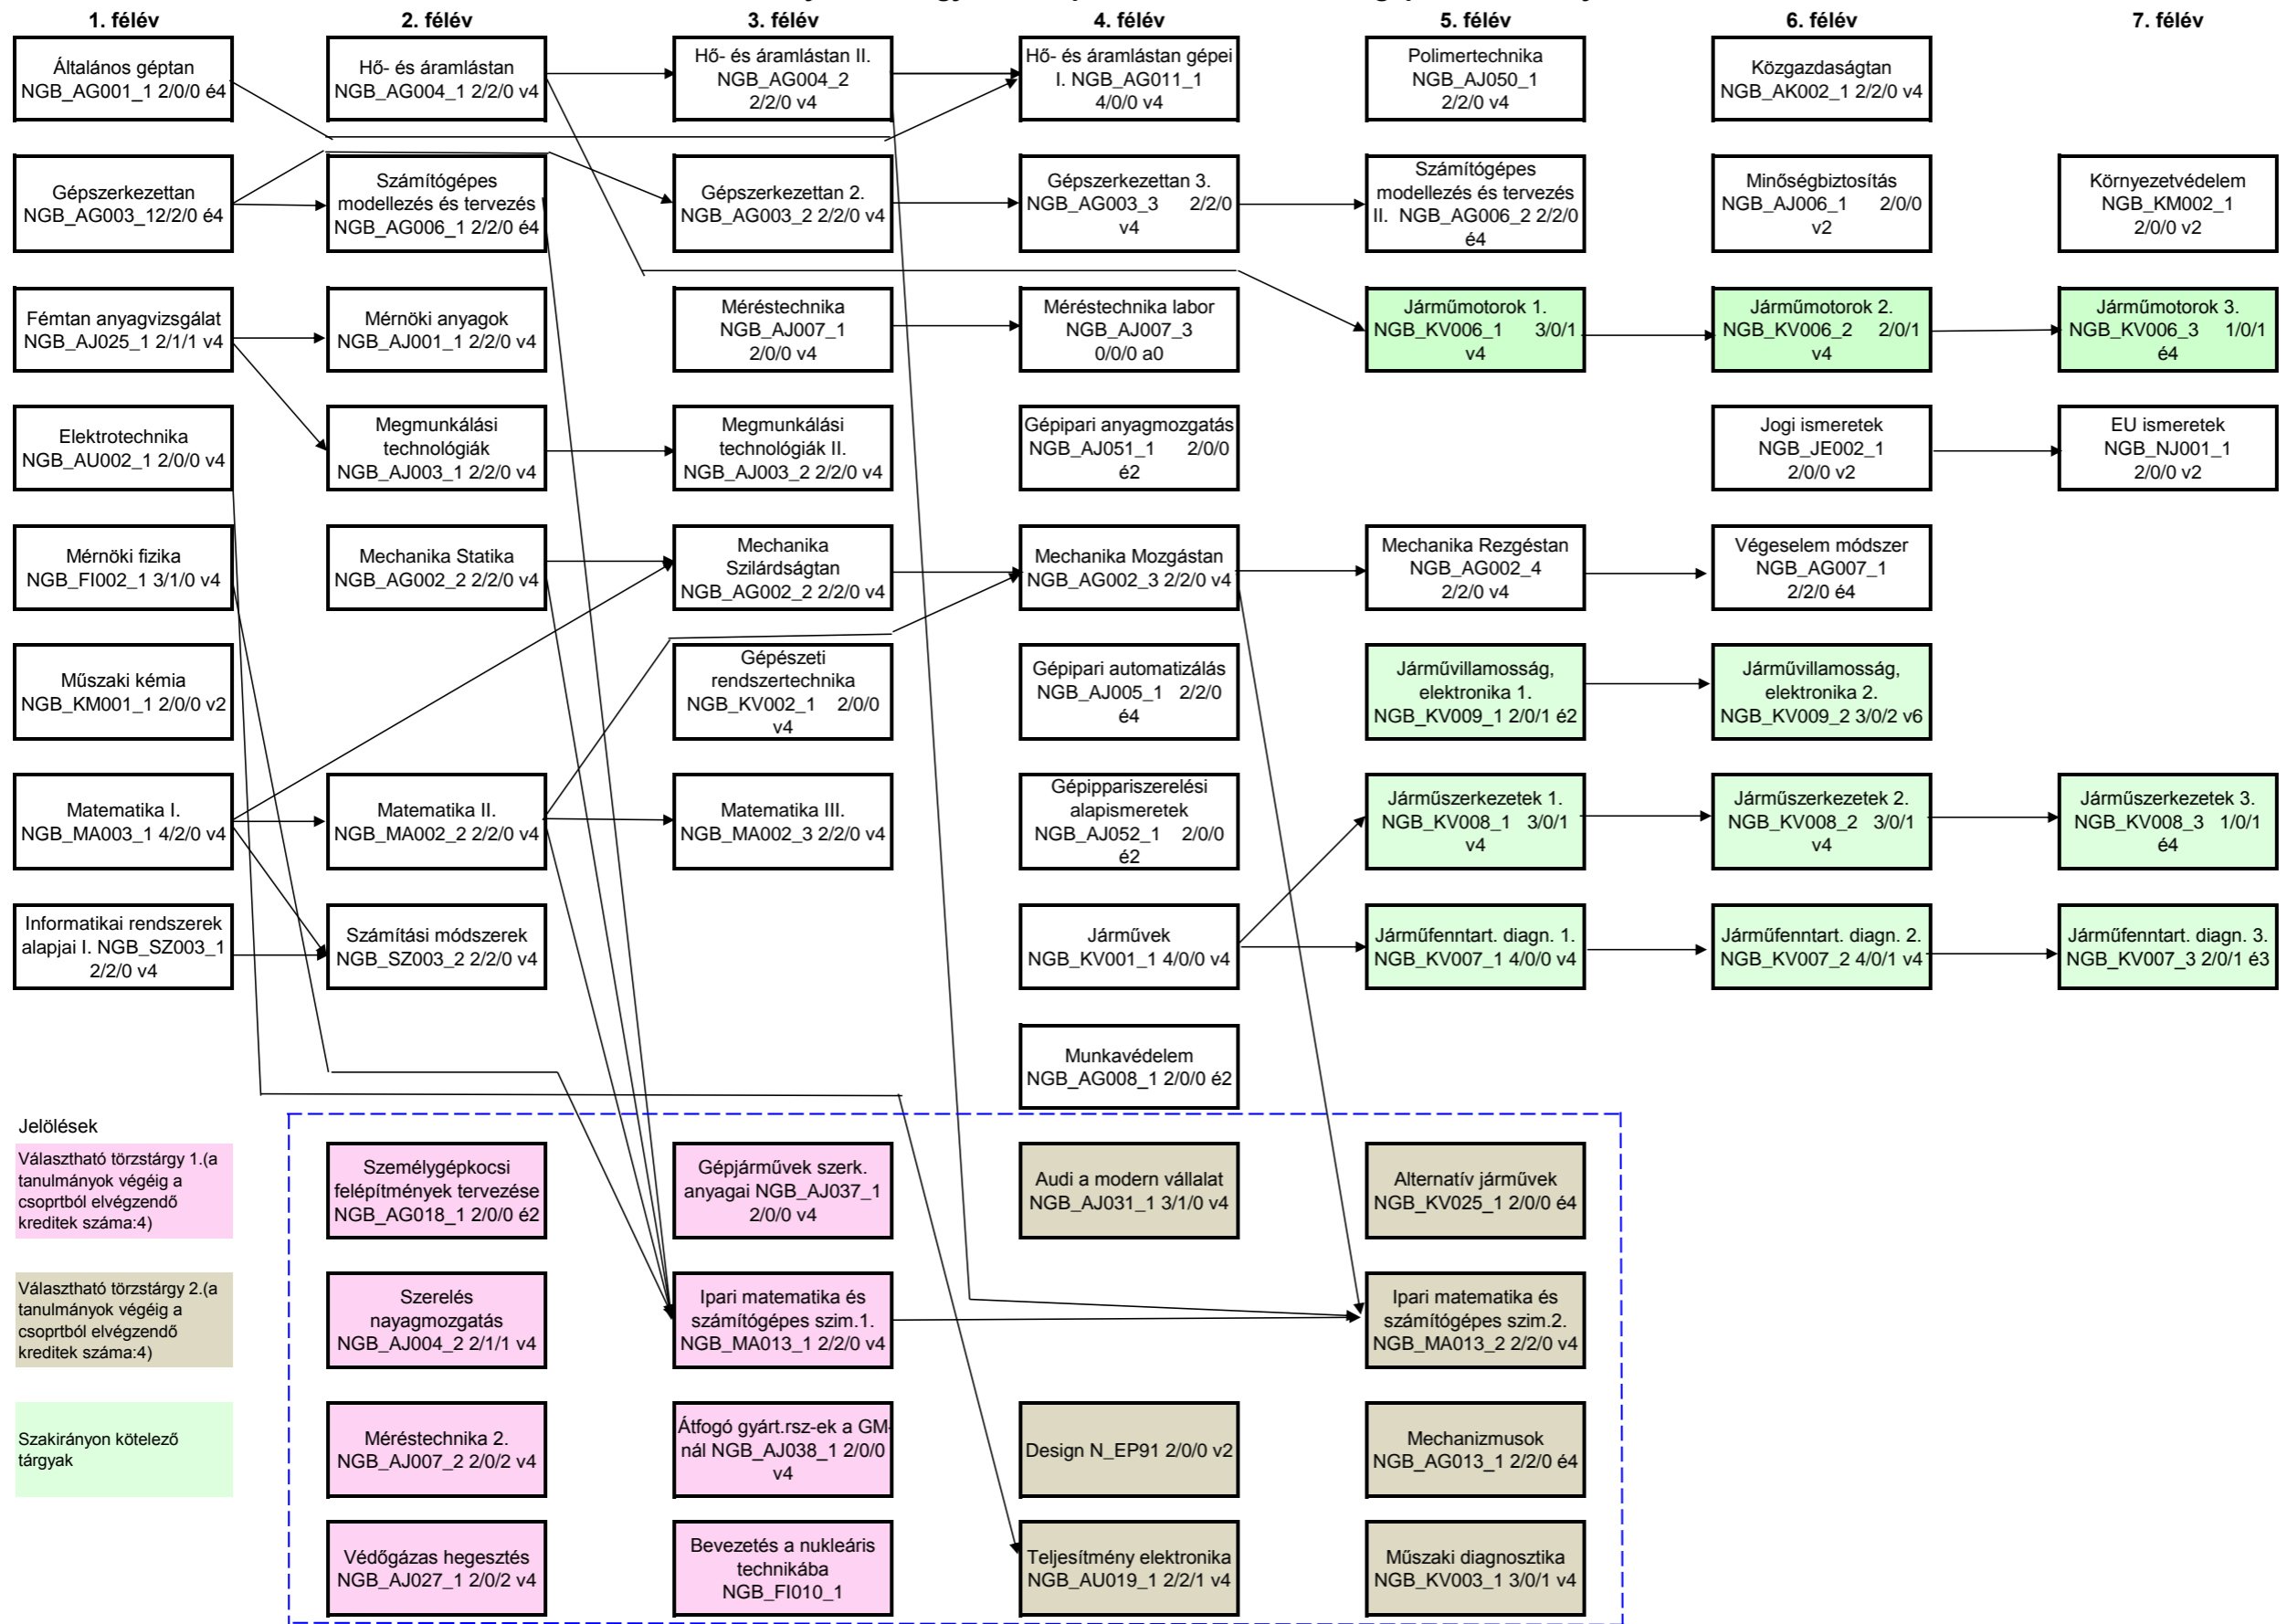 1. félév
2. félév
3. félév
4. félév
5. félév
6. félév
7. félév
Általános géptan
NGB_AG001_1 2/0/0 é4
Hő- és áramlástan
NGB_AG004_1 2/2/0 v4
Hő- és áramlástan II.
NGB_AG004_2
2/2/0 v4
Hő- és áramlástan gépei
I. NGB_AG011_1
4/0/0 v4
Polimertechnika
NGB_AJ050_1
2/2/0 v4
Közgazdaságtan
NGB_AK002_1 2/2/0 v4
Gépszerkezettan
NGB_AG003_12/2/0 é4
Számítógépes
modellezés és tervezés
NGB_AG006_1 2/2/0 é4
Gépszerkezettan 2.
NGB_AG003_2 2/2/0 v4
Gépszerkezettan 3.
NGB_AG003_3 2/2/0
v4
Számítógépes
modellezés és tervezés
II. NGB_AG006_2 2/2/0
é4
Minőségbiztosítás
NGB_AJ006_1 2/0/0
v2
Környezetvédelem
NGB_KM002_1
2/0/0 v2
Fémtan anyagvizsgálat
NGB_AJ025_1 2/1/1 v4
Mérnöki anyagok
NGB_AJ001_1 2/2/0 v4
Méréstechnika
NGB_AJ007_1
2/0/0 v4
Méréstechnika labor
NGB_AJ007_3
0/0/0 a0
Járműmotorok 1.
NGB_KV006_1 3/0/1
v4
Járműmotorok 2.
NGB_KV006_2 2/0/1
v4
Járműmotorok 3.
NGB_KV006_3 1/0/1
é4
Elektrotechnika
NGB_AU002_1 2/0/0 v4
Megmunkálási
technológiák
NGB_AJ003_1 2/2/0 v4
Megmunkálási
technológiák II.
NGB_AJ003_2 2/2/0 v4
Gépipari anyagmozgatás
NGB_AJ051_1 2/0/0
é2
Jogi ismeretek
NGB_JE002_1
2/0/0 v2
EU ismeretek
NGB_NJ001_1
2/0/0 v2
Mérnöki fizika
NGB_FI002_1 3/1/0 v4
Mechanika Statika
NGB_AG002_2 2/2/0 v4
Mechanika
Szilárdságtan
NGB_AG002_2 2/2/0 v4
Mechanika Mozgástan
NGB_AG002_3 2/2/0 v4
Mechanika Rezgéstan
NGB_AG002_4
2/2/0 v4
Végeselem módszer
NGB_AG007_1
2/2/0 é4
Műszaki kémia
NGB_KM001_1 2/0/0 v2
Gépészeti
rendszertechnika
NGB_KV002_1 2/0/0
v4
Gépipari automatizálás
NGB_AJ005_1 2/2/0
é4
Járművillamosság,
elektronika 1.
NGB_KV009_1 2/0/1 é2
Járművillamosság,
elektronika 2.
NGB_KV009_2 3/0/2 v6
Matematika I.
NGB_MA003_1 4/2/0 v4
Matematika II.
NGB_MA002_2 2/2/0 v4
Matematika III.
NGB_MA002_3 2/2/0 v4
Gépippariszerelési
alapismeretek
NGB_AJ052_1 2/0/0
é2
Járműszerkezetek 1.
NGB_KV008_1 3/0/1
v4
Járműszerkezetek 2.
NGB_KV008_2 3/0/1
v4
Járműszerkezetek 3.
NGB_KV008_3 1/0/1
é4
Informatikai rendszerek
alapjai I. NGB_SZ003_1
2/2/0 v4
Számítási módszerek
NGB_SZ003_2 2/2/0 v4
Járművek
NGB_KV001_1 4/0/0 v4
Járműfenntart. diagn. 1.
NGB_KV007_1 4/0/0 v4
Járműfenntart. diagn. 2.
NGB_KV007_2 4/0/1 v4
Járműfenntart. diagn. 3.
NGB_KV007_3 2/0/1 é3
Munkavédelem
NGB_AG008_1 2/0/0 é2
Jelölések
Választható törzstárgy 1.(a
tanulmányok végéig a
csoprtból elvégzendő
kreditek száma:4)
Személygépkocsi
felépítmények tervezése
NGB_AG018_1 2/0/0 é2
Gépjárművek szerk.
anyagai NGB_AJ037_1
2/0/0 v4
Audi a modern vállalat
NGB_AJ031_1 3/1/0 v4
Alternatív járművek
NGB_KV025_1 2/0/0 é4
Választható törzstárgy 2.(a
tanulmányok végéig a
csoprtból elvégzendő
kreditek száma:4)
Szerelés
nayagmozgatás
NGB_AJ004_2 2/1/1 v4
Ipari matematika és
számítógépes szim.1.
NGB_MA013_1 2/2/0 v4
Ipari matematika és
számítógépes szim.2.
NGB_MA013_2 2/2/0 v4
Szakirányon kötelező
tárgyak
Méréstechnika 2.
NGB_AJ007_2 2/0/2 v4
Átfogó gyárt.rsz-ek a GM-
nál NGB_AJ038_1 2/0/0
v4
Design N_EP91 2/0/0 v2
Mechanizmusok
NGB_AG013_1 2/2/0 é4
Védőgázas hegesztés
NGB_AJ027_1 2/0/2 v4
Bevezetés a nukleáris
technikába
NGB_FI010_1
Teljesítmény elektronika
NGB_AU019_1 2/2/1 v4
Műszaki diagnosztika
NGB_KV003_1 3/0/1 v4